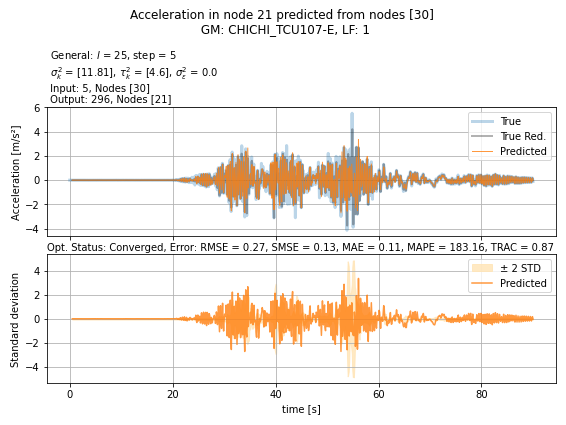 Acceleration in node 21 predicted from nodes [30]
GM: CHICHI_TCU107-E, LF: 1
General: l = 25, step = 5
σ²ₖ = [11.81], τ²ₖ = [4.6], σ²ε = 0.0
Input: 5, Nodes [30]
Output: 296, Nodes [21]
6
4
2
0
−2
−4
Acceleration [m/s²]
True
True Red.
Predicted
Opt. Status: Converged, Error: RMSE = 0.27, SMSE = 0.13, MAE = 0.11, MAPE = 183.16, TRAC = 0.87
4
2
0
−2
−4
Standard deviation
± 2 STD
Predicted
0 20 40 60 80
time [s]